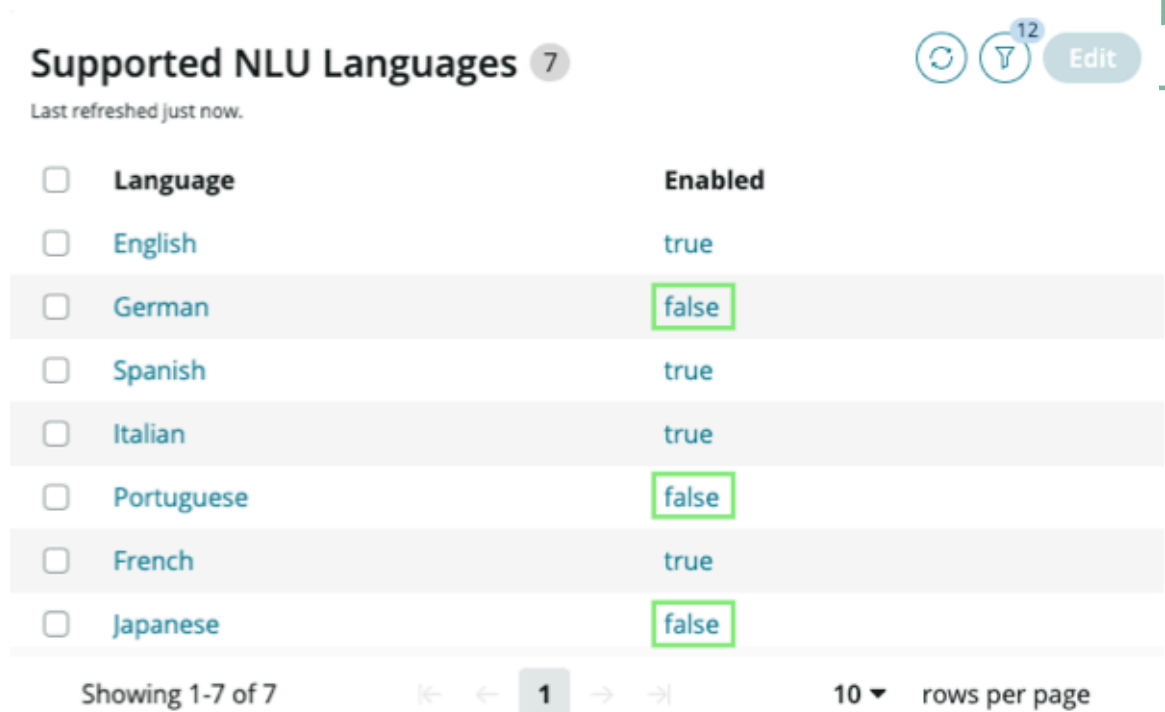 12
Supported NLU Languages 7 Edit
Last refreshed just now.
Language Enabled
English true
German false
Spanish true
Italian true
Portuguese false
French true
Japanese false
Showing 1-7 of 7 1 10 rows per page